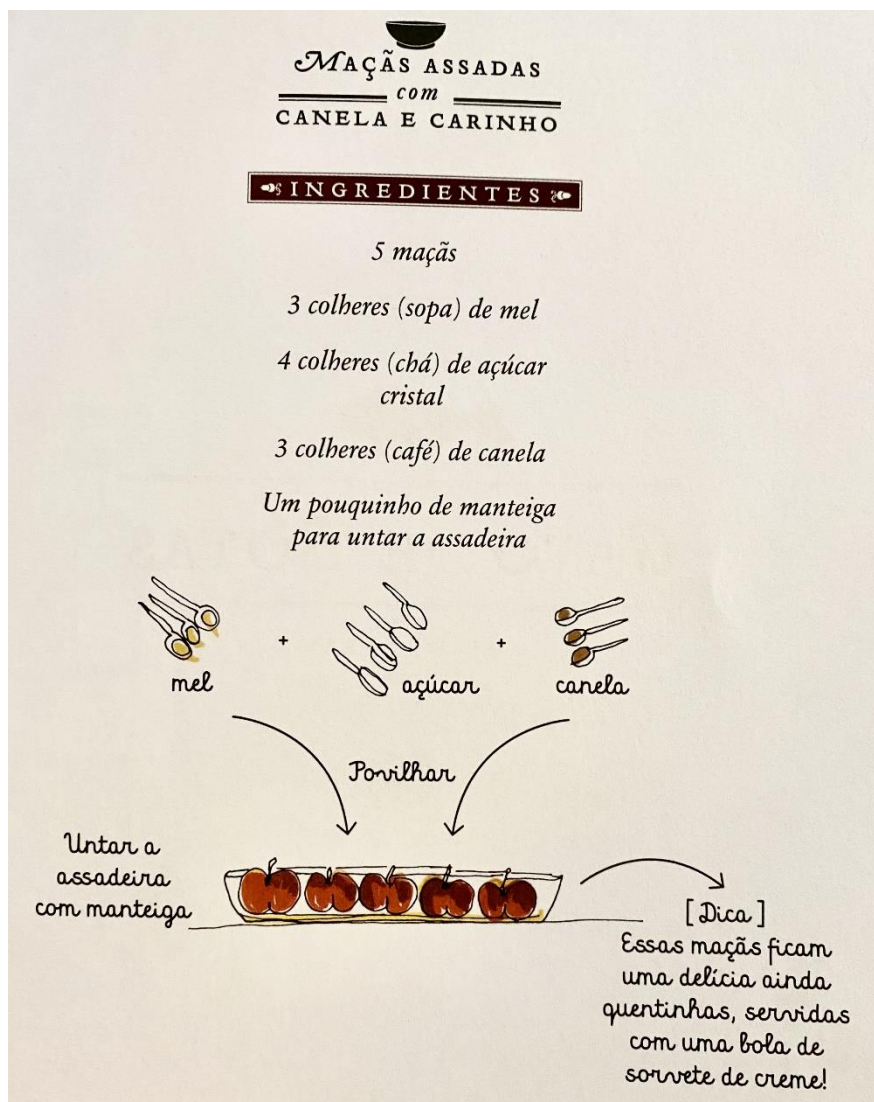 MAÇÃS ASSADAS
com
CANELA E CARINHO
INGREDIENTES
5 maçãs
3 colheres (sopa) de mel
4 colheres (chá) de açúcar
cristal
3 colheres (café) de canela
Um pouquinho de manteiga
para untar a assadeira
mel + açúcar + canela
Povilhar
Untar a
assadeira
com manteiga
[Dica]
Essas maçãs ficam
uma delícia ainda
quentinhas, servidas
com uma bola de
sorvete de creme!